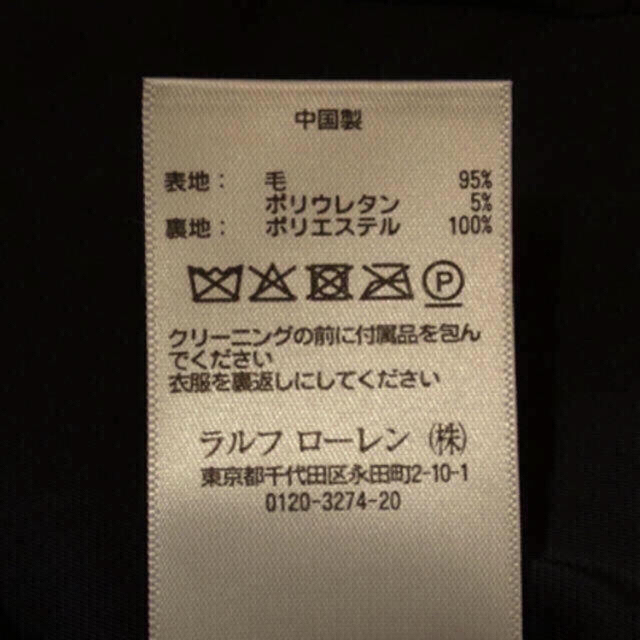 中国製
表地： 毛 95%
ポリウレタン 5%
裏地： ポリエステル 100%
P
クリーニングの前に付属品を包ん
でください
衣服を裏返しにしてください
ラルフ ローレン (株)
東京都千代田区永田町2-10-1
0120-3274-20